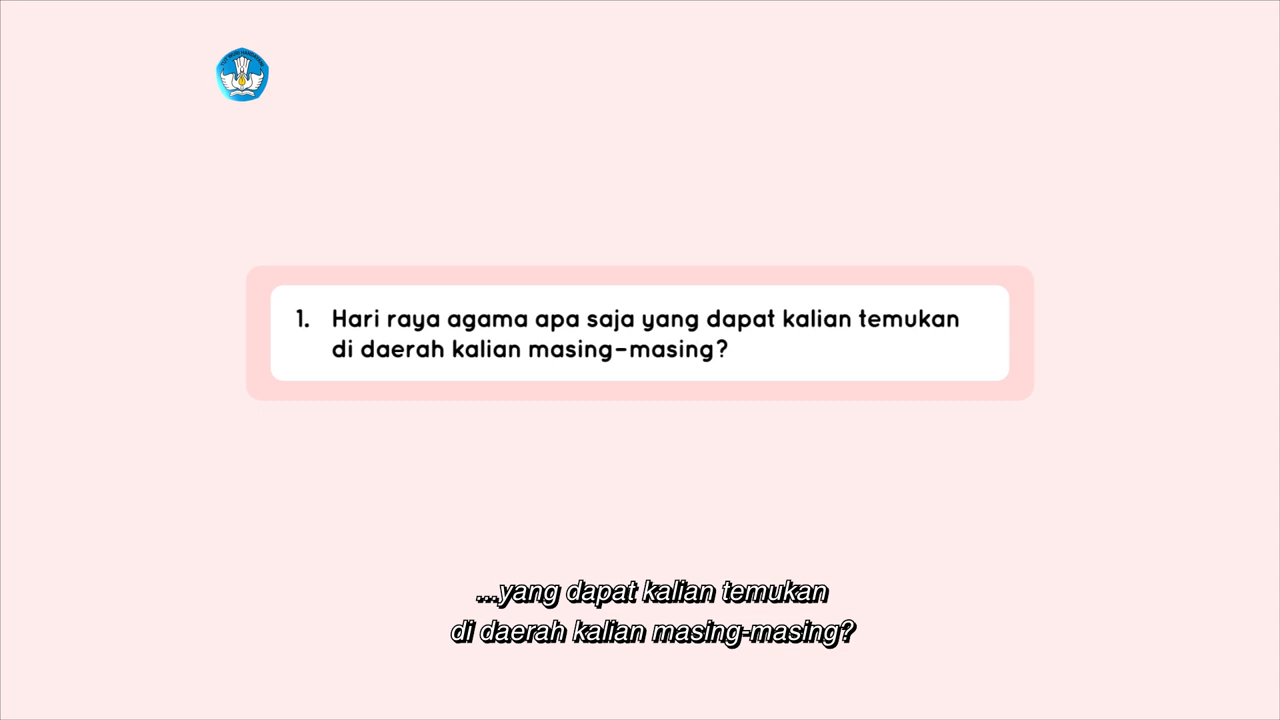 1. Hari raya agama apa saja yang dapat kalian temukan
di daerah kalian masing-masing?
...yang dapat kalian temukan
di daerah kalian masing-masing?